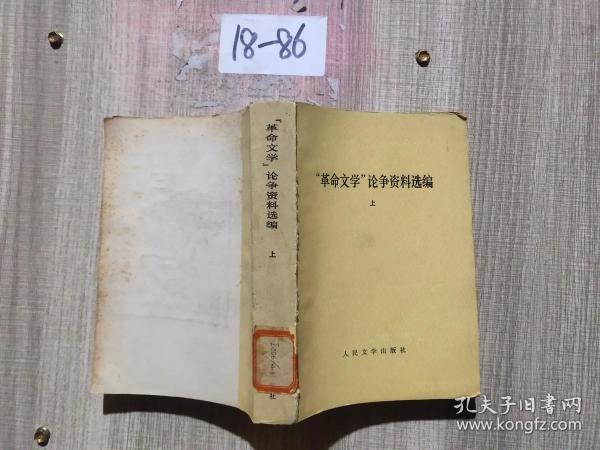 18-86
“革命文学”论争资料选编
上
人民文学出版社
“革命文学”论争资料选编
上
社
孔夫子旧书网
www.kongfz.com